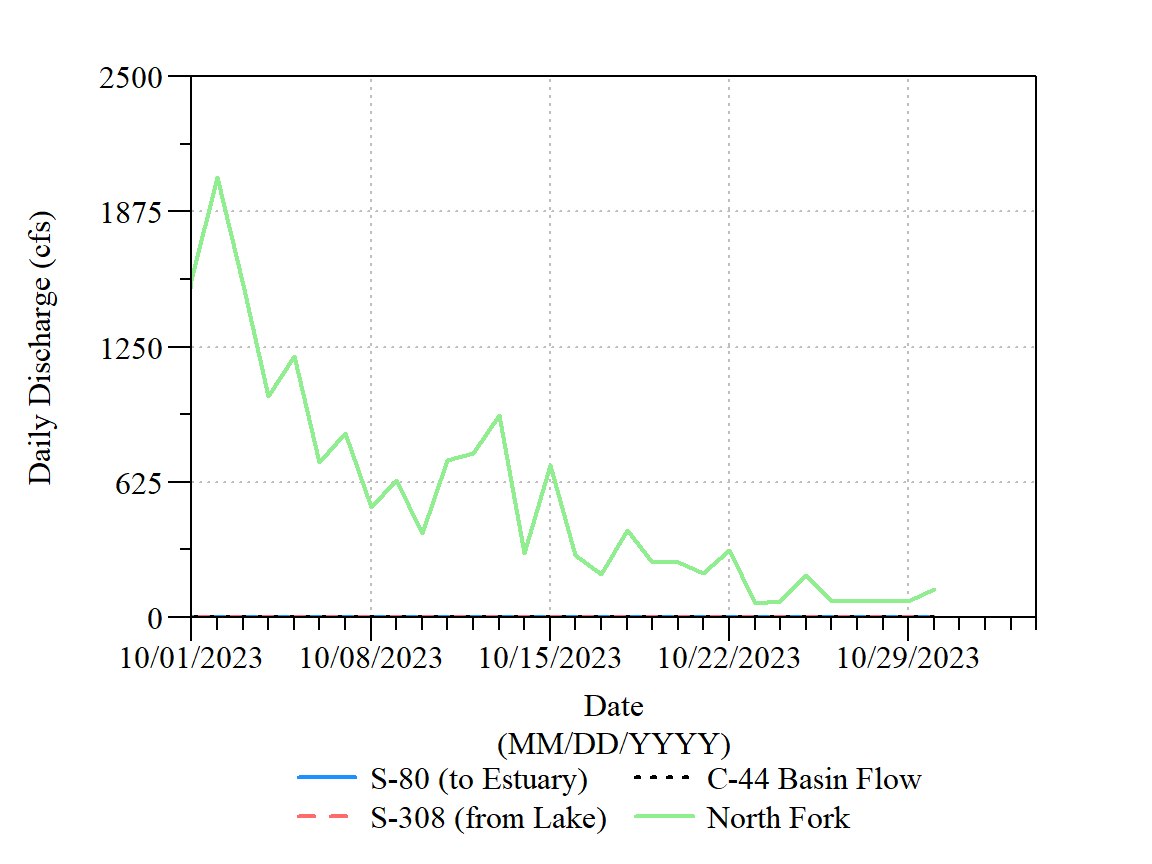 2500
1875
1250
625
0
Daily Discharge (cfs)
10/01/2023 10/08/2023 10/15/2023 10/22/2023 10/29/2023
Date
(MM/DD/YYYY)
S-80 (to Estuary) C-44 Basin Flow
S-308 (from Lake) North Fork